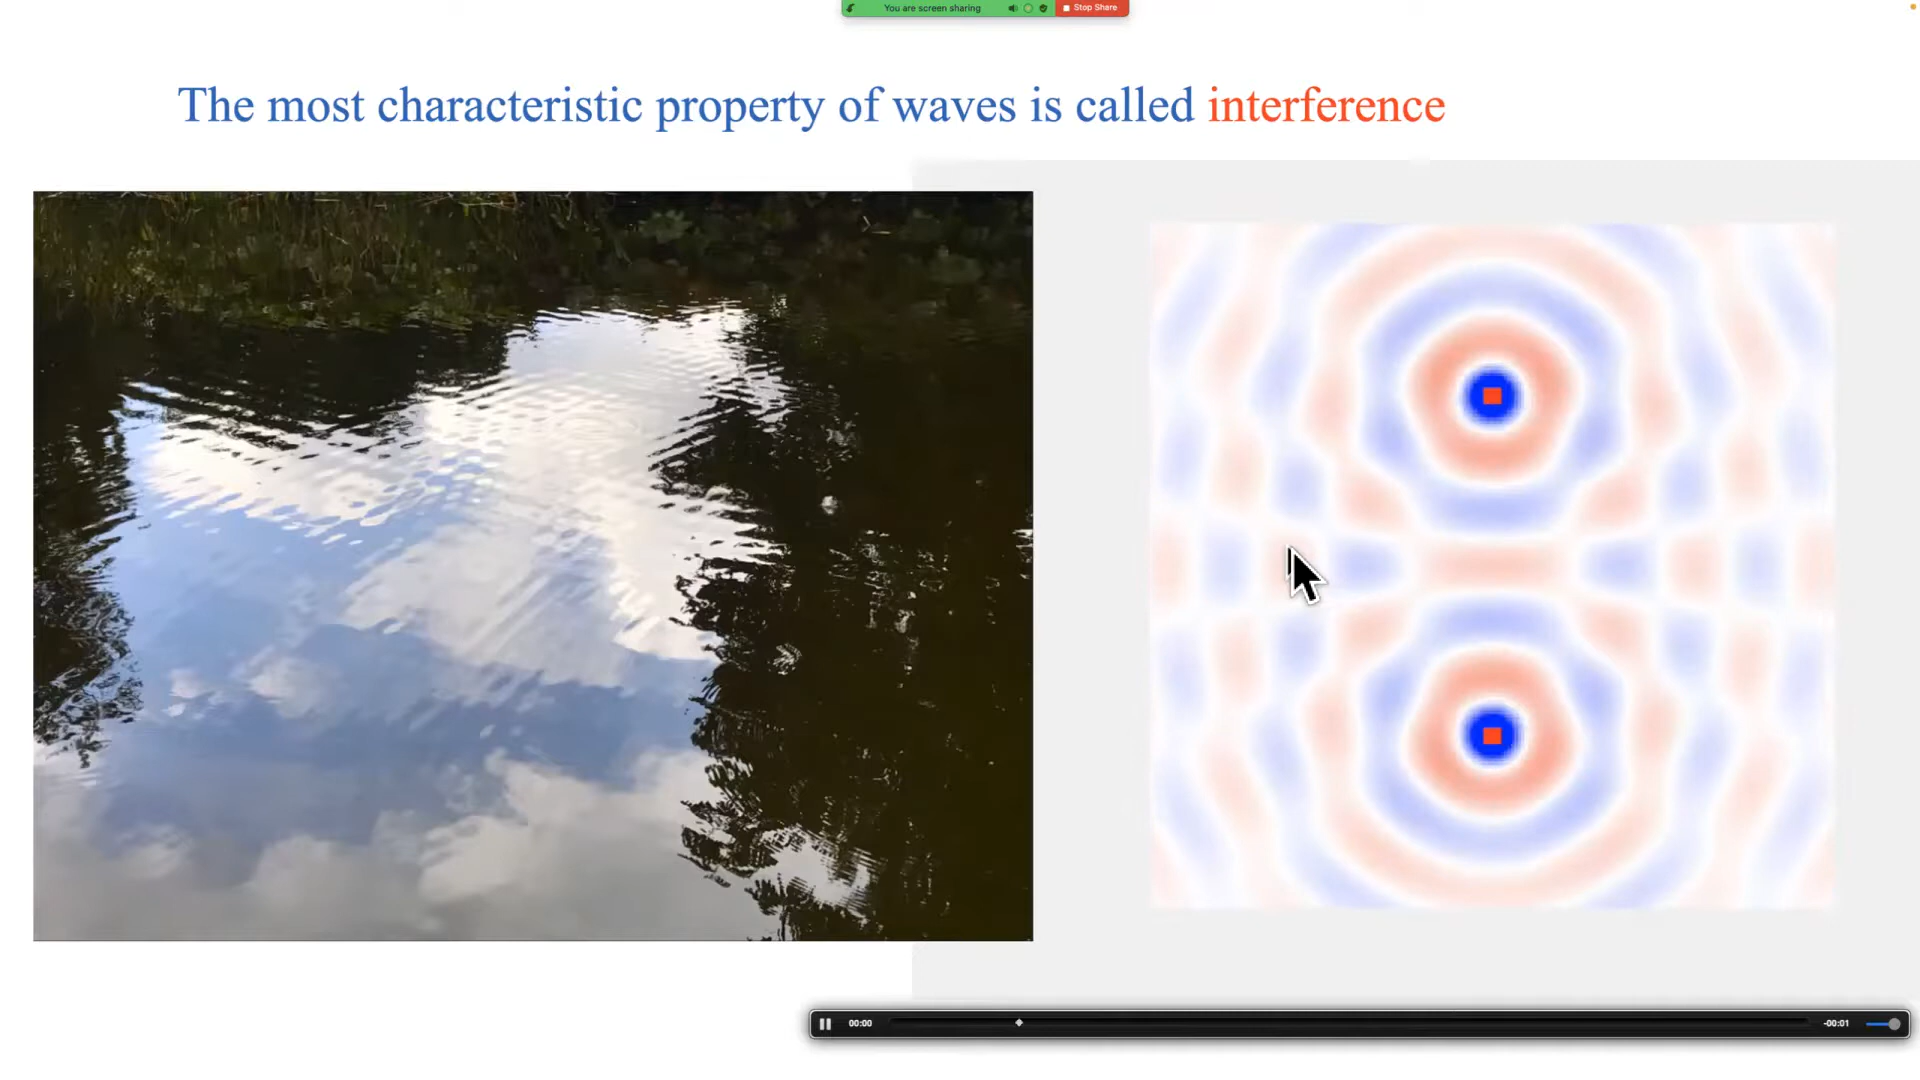 You are screen sharing
Stop Share
The most characteristic property of waves is called interference
00:00
-00:01